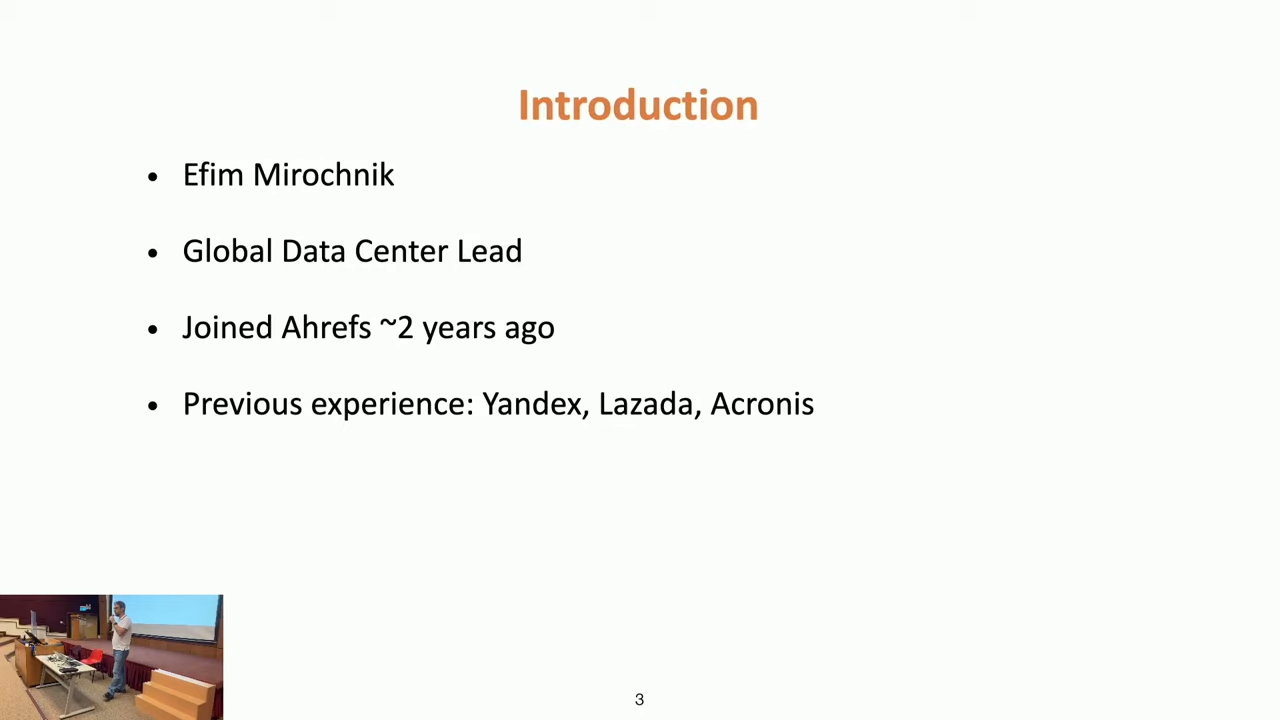 Introduction
• Efim Mirochnik
• Global Data Center Lead
• Joined Ahrefs ~2 years ago
• Previous experience: Yandex, Lazada, Acronis
3